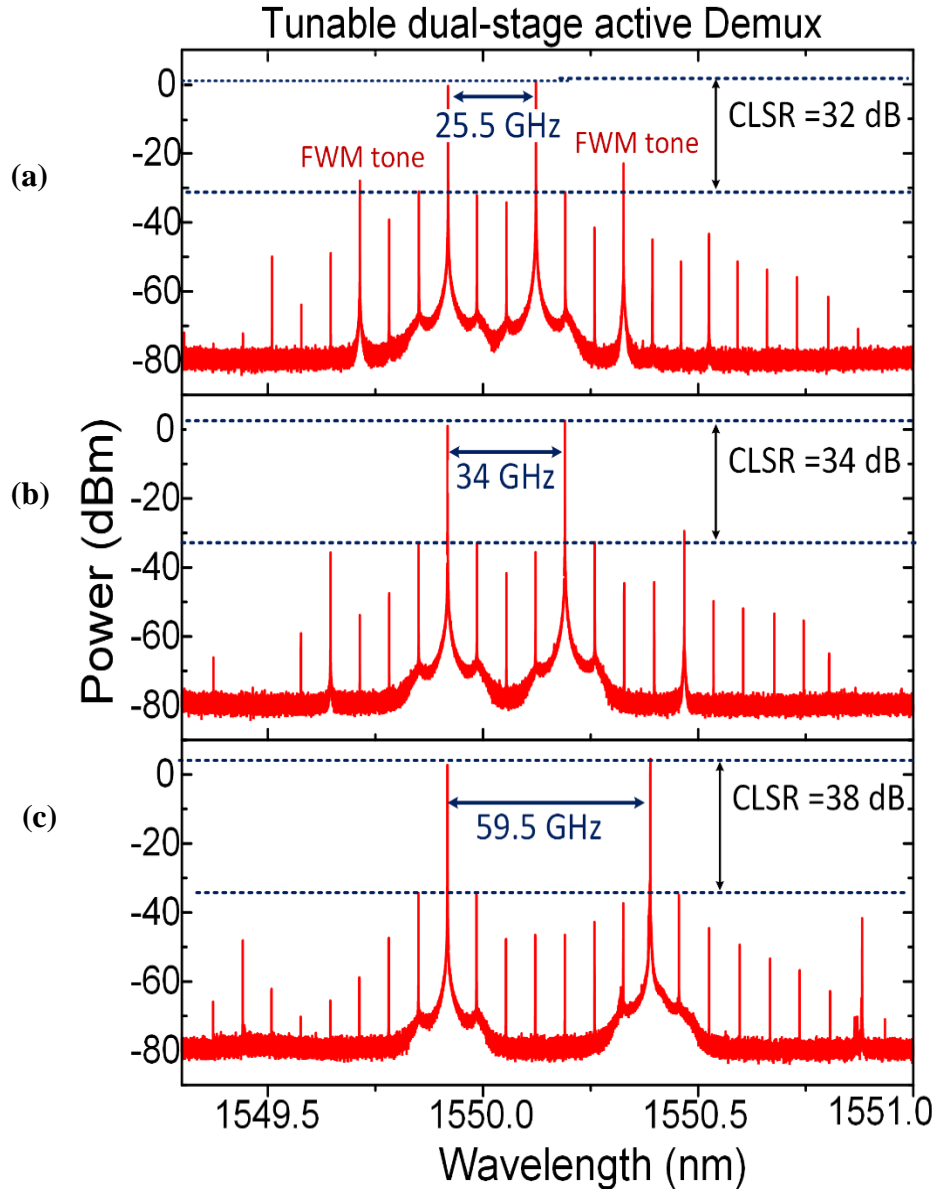 Tunable dual-stage active Demux
(a)
0
-20
-40
-60
-80
25.5 GHz
CLSR =32 dB
FWM tone
FWM tone
(b)
0
-20
-40
-60
-80
34 GHz
CLSR =34 dB
(c)
0
-20
-40
-60
-80
59.5 GHz
CLSR =38 dB
Power (dBm)
1549.5
1550.0
1550.5
1551.0
Wavelength (nm)